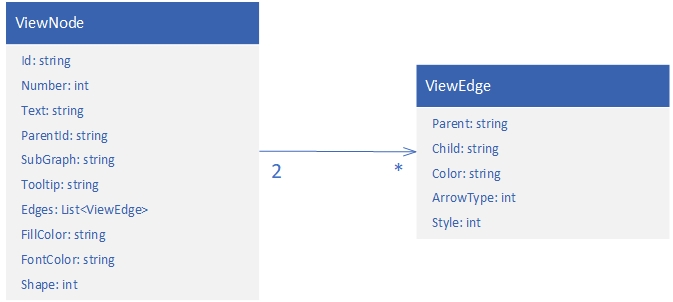 ViewNode
Id: string
Number: int
Text: string
ParentId: string
SubGraph: string
Tooltip: string
Edges: List<ViewEdge>
FillColor: string
FontColor: string
Shape: int
2
*
ViewEdge
Parent: string
Child: string
Color: string
ArrowType: int
Style: int